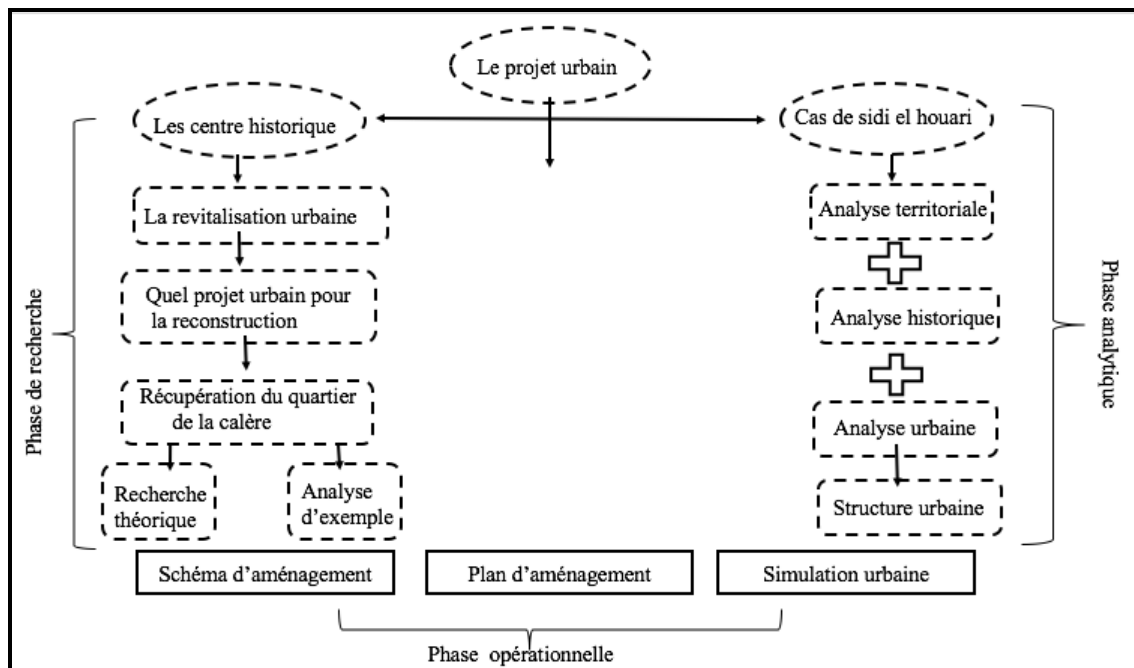 Le projet urbain
Les centre historique
Cas de sidi el houari
La revitalisation urbaine
Analyse territoriale
Quel projet urbain pour
la reconstruction
Analyse historique
Récupération du quartier
de la calère
Analyse urbaine
Recherche
théorique
Analyse
d'exemple
Structure urbaine
Phase de recherche
Phase analytique
Schéma d'aménagement
Plan d'aménagement
Simulation urbaine
Phase opérationnelle